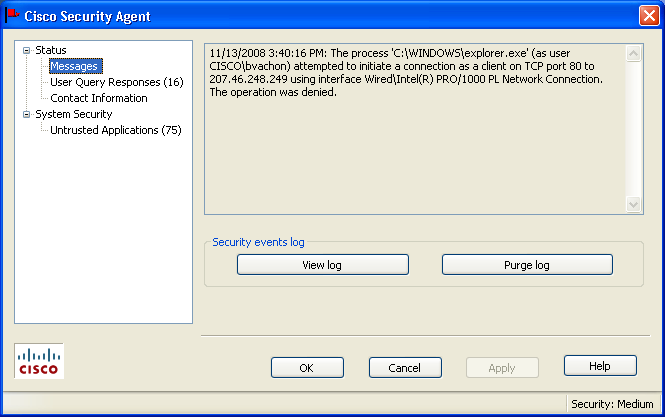 Cisco Security Agent
Status
Messages
User Query Responses (16)
Contact Information
System Security
Untrusted Applications (75)
11/13/2008 3:40:16 PM: The process 'C:\WINDOWS\explorer.exe' (as user
CISCO\bvachon) attempted to initiate a connection as a client on TCP port 80 to
207.46.248.249 using interface Wired\Intel(R) PRO/1000 PL Network Connection.
The operation was denied.
Security events log
View log
Purge log
CISCO
OK
Cancel
Apply
Help
Security: Medium